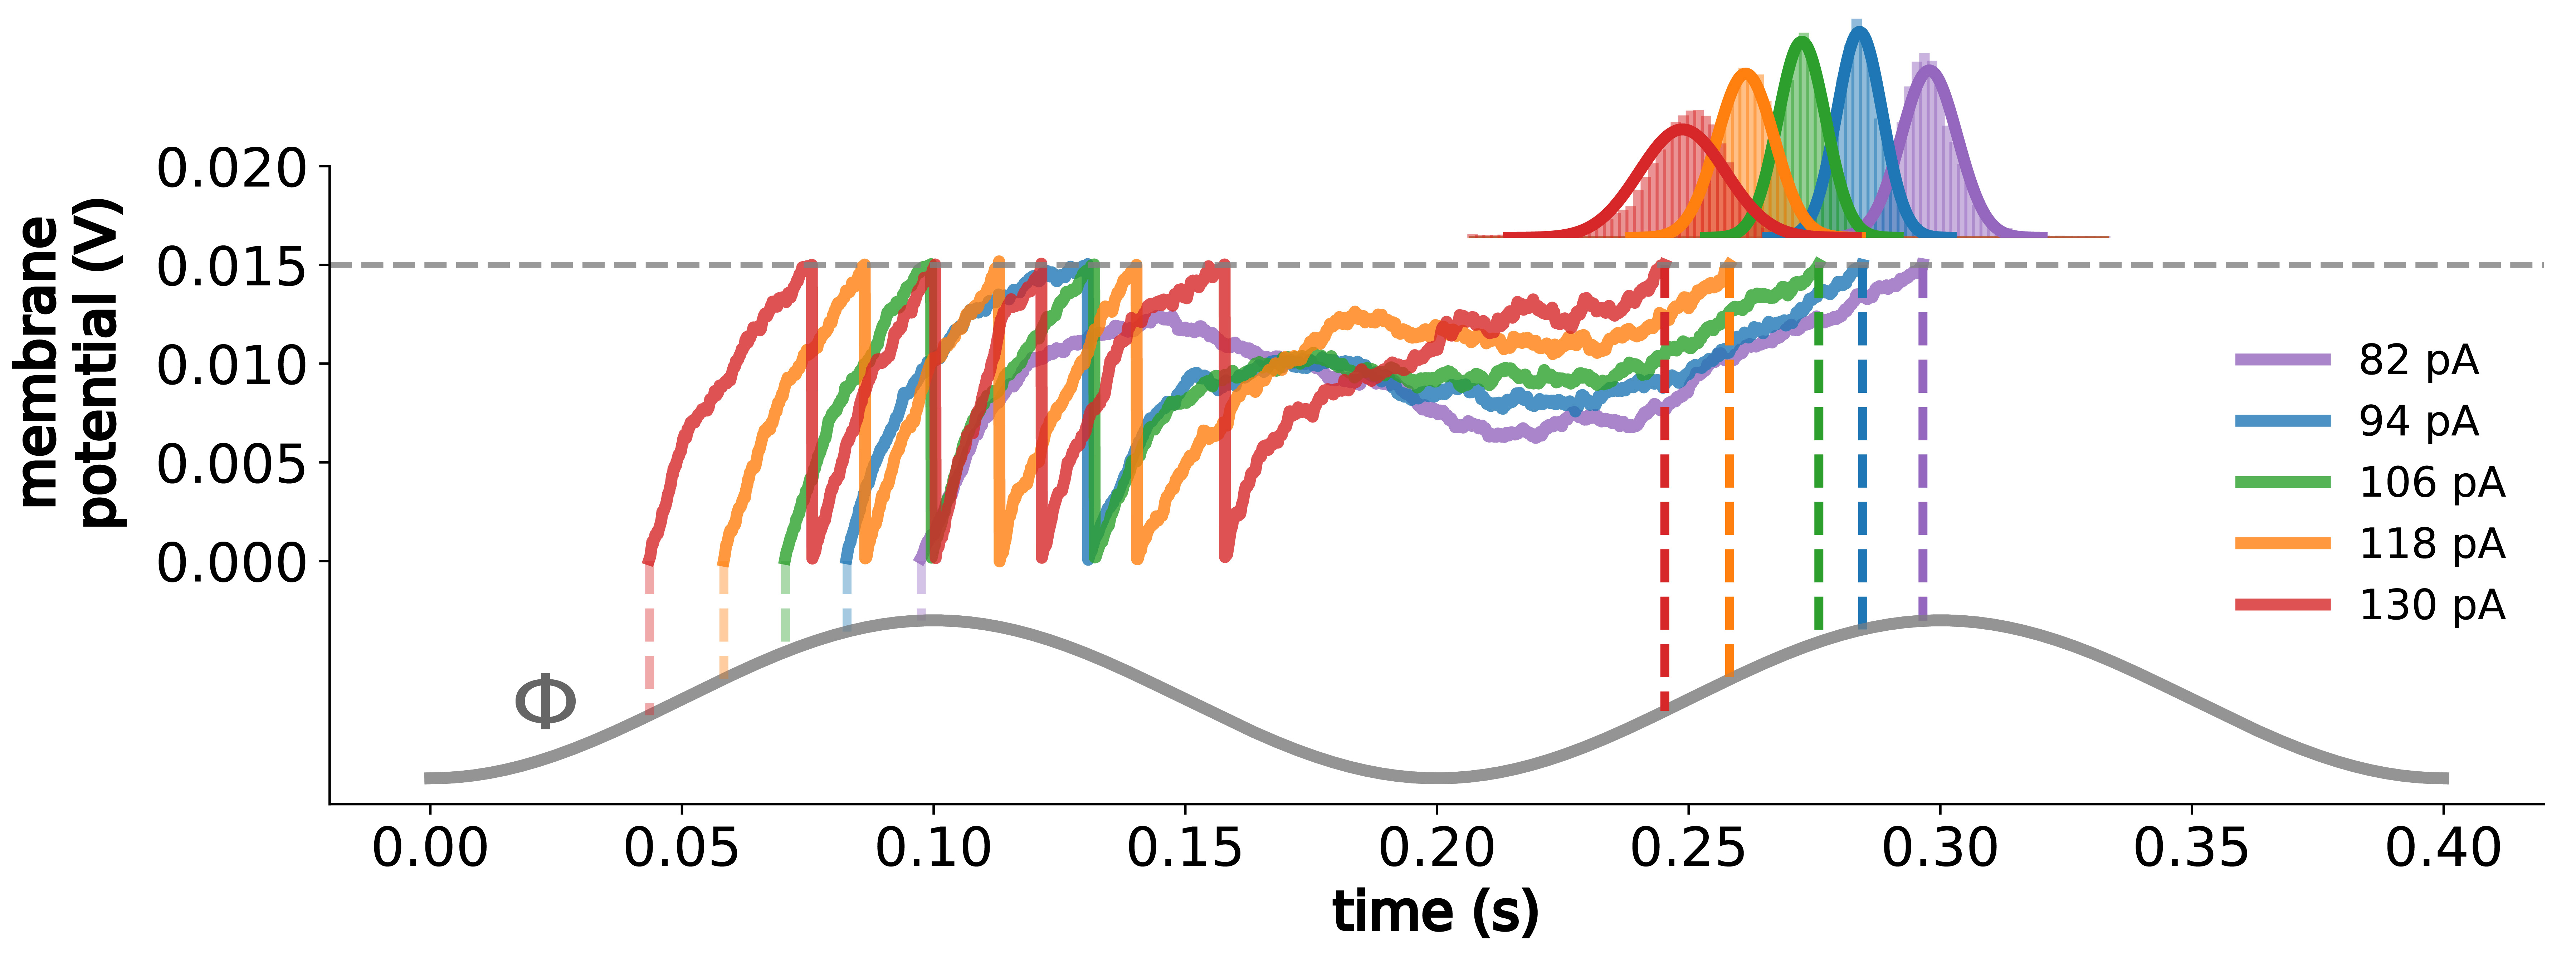 membrane
potential (V)
0.020
0.015
0.010
0.005
0.000
Φ
82 pA
94 pA
106 pA
118 pA
130 pA
0.00 0.05 0.10 0.15 0.20 0.25 0.30 0.35 0.40
time (s)